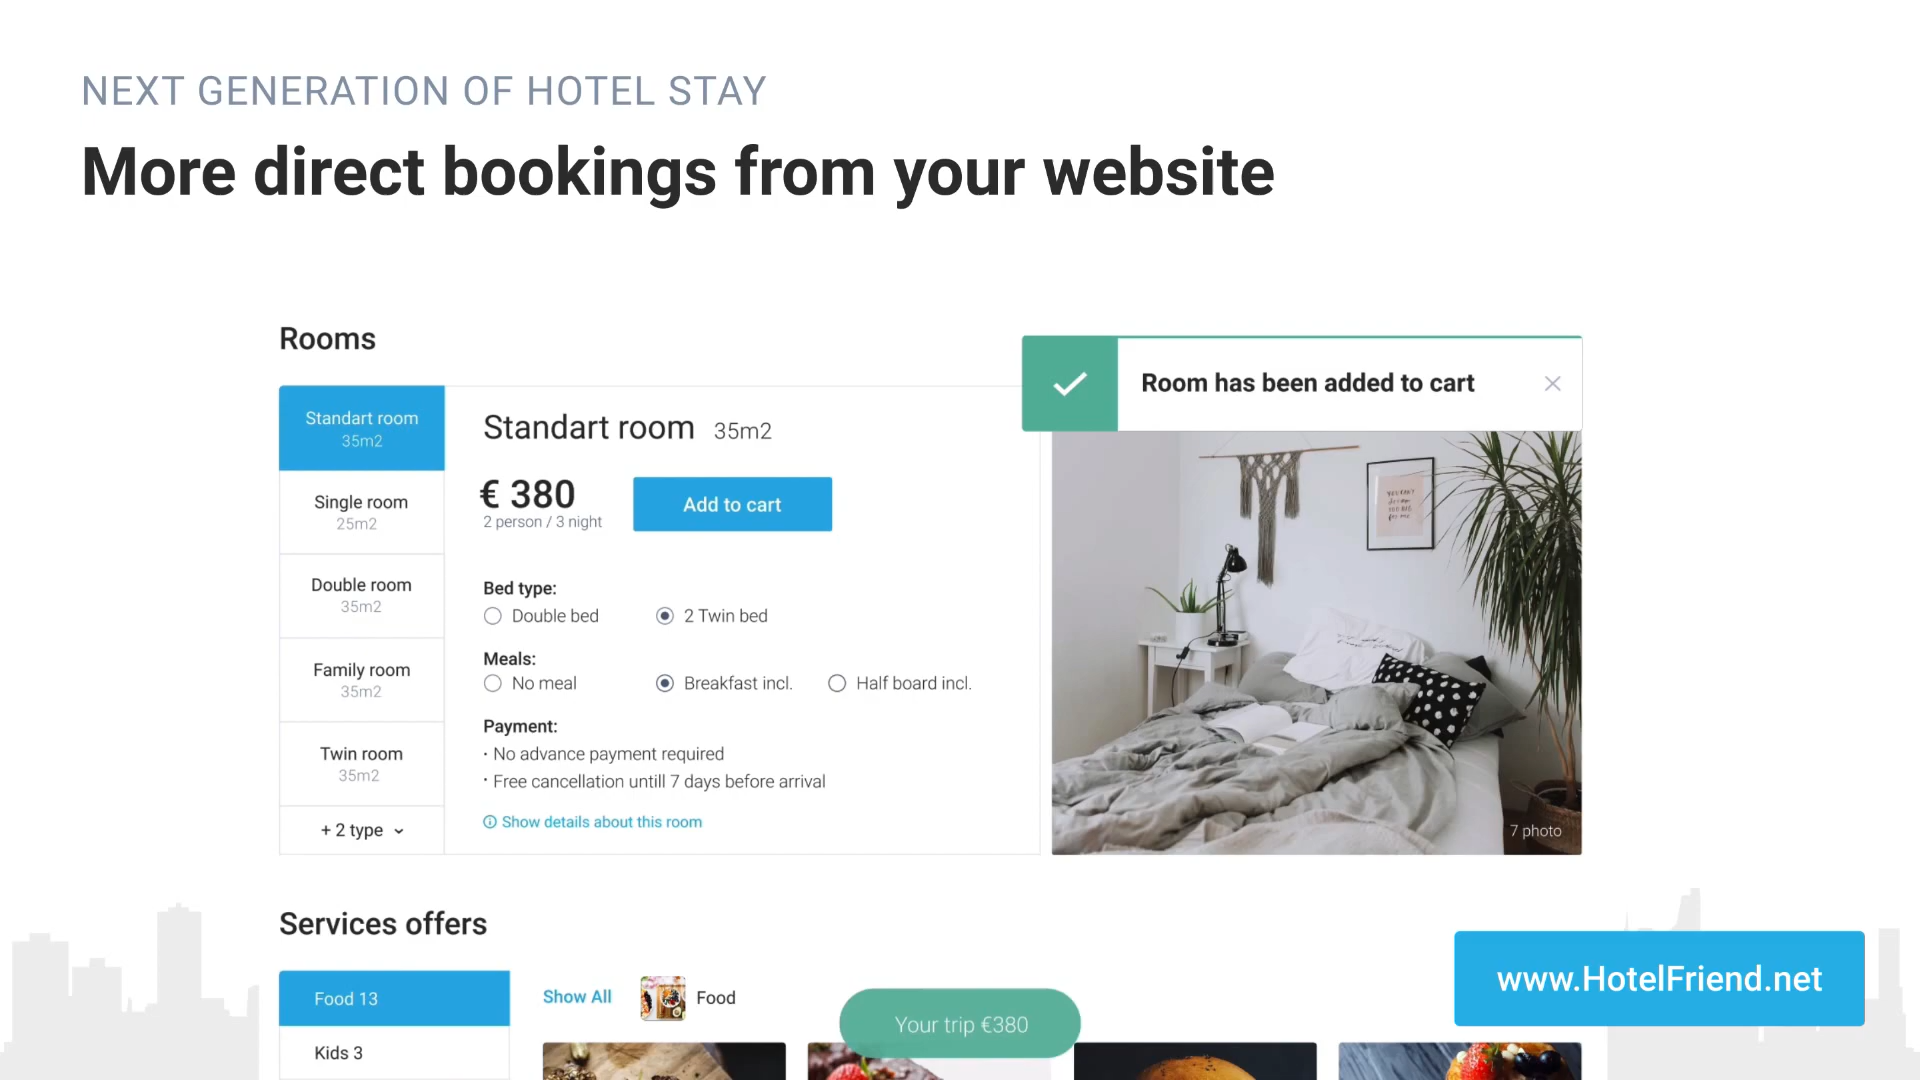 NEXT GENERATION OF HOTEL STAY
More direct bookings from your website
Rooms
Room has been added to cart
Standart room
35m2
Single room
25m2
Double room
35m2
Family room
35m2
Twin room
35m2
+ 2 type
Standart room 35m2
€ 380
2 person / 3 night
Add to cart
Bed type:
Double bed 2 Twin bed
Meals:
No meal Breakfast incl. Half board incl.
Payment:
· No advance payment required
· Free cancellation untill 7 days before arrival
Show details about this room
7 photo
Services offers
Food 13
Kids 3
Show All
Food
Your trip €380
www.HotelFriend.net